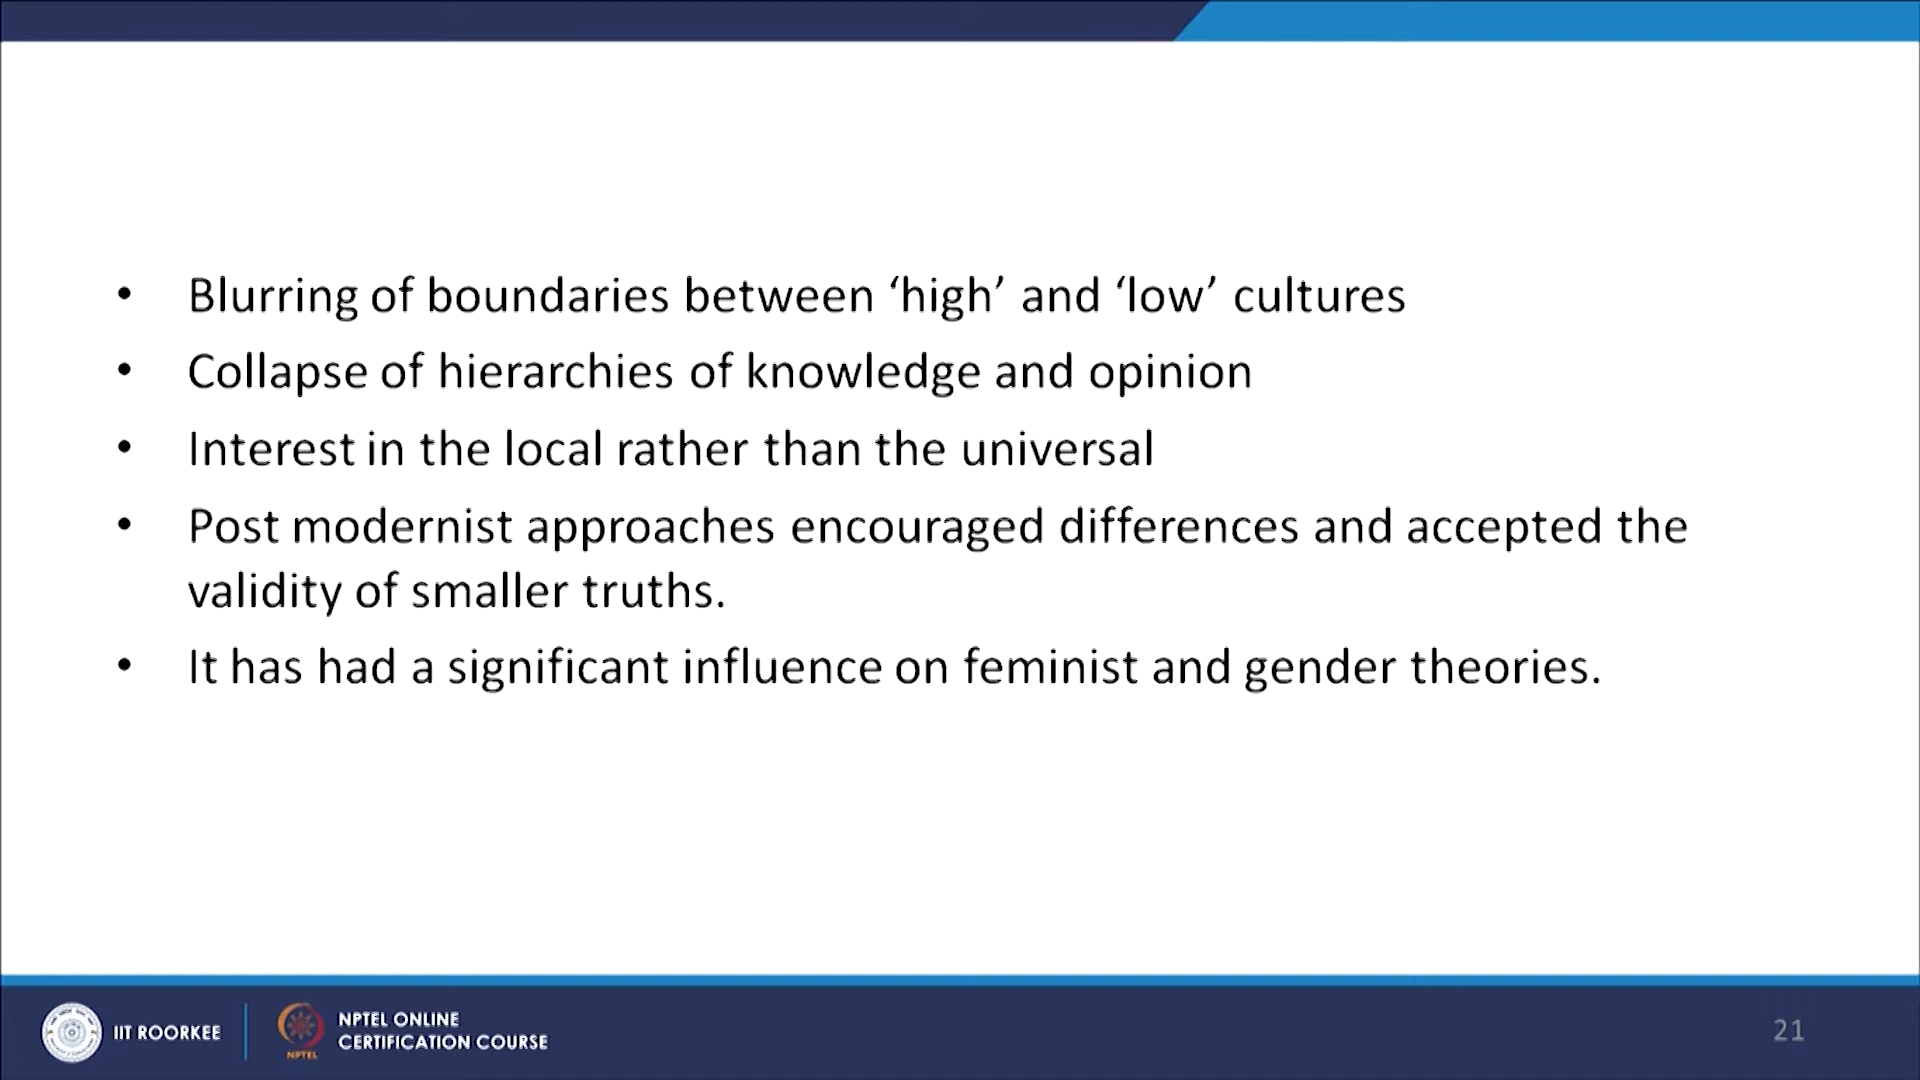 • Blurring of boundaries between ‘high’ and ‘low’ cultures
• Collapse of hierarchies of knowledge and opinion
• Interest in the local rather than the universal
• Post modernist approaches encouraged differences and accepted the
validity of smaller truths.
• It has had a significant influence on feminist and gender theories.
IIT ROORKEE
NPTEL
NPTEL ONLINE
CERTIFICATION COURSE
21